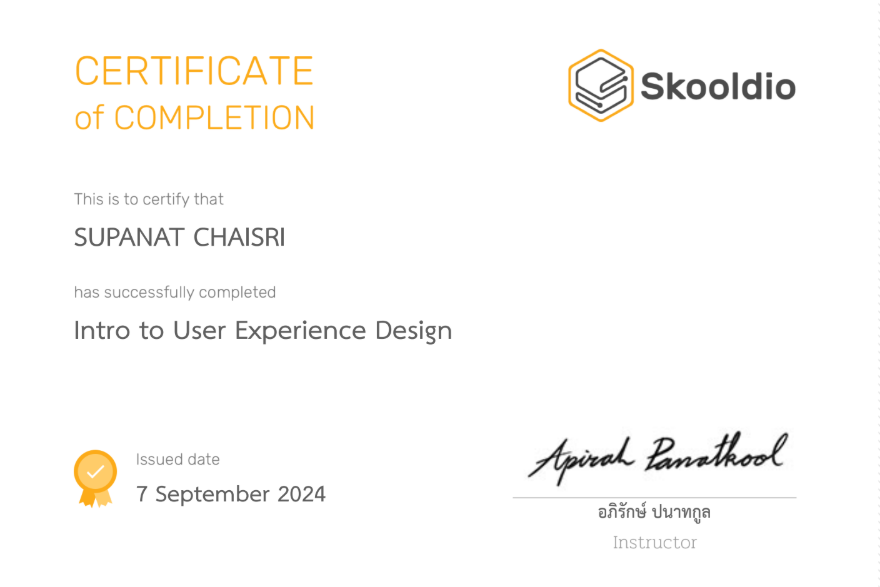 CERTIFICATE
of COMPLETION
Skooldio
This is to certify that
SUPANAT CHAISRI
has successfully completed
Intro to User Experience Design
Issued date
7 September 2024
Apirah Panatkool
อภิรักษ์ ปนาทกูล
Instructor